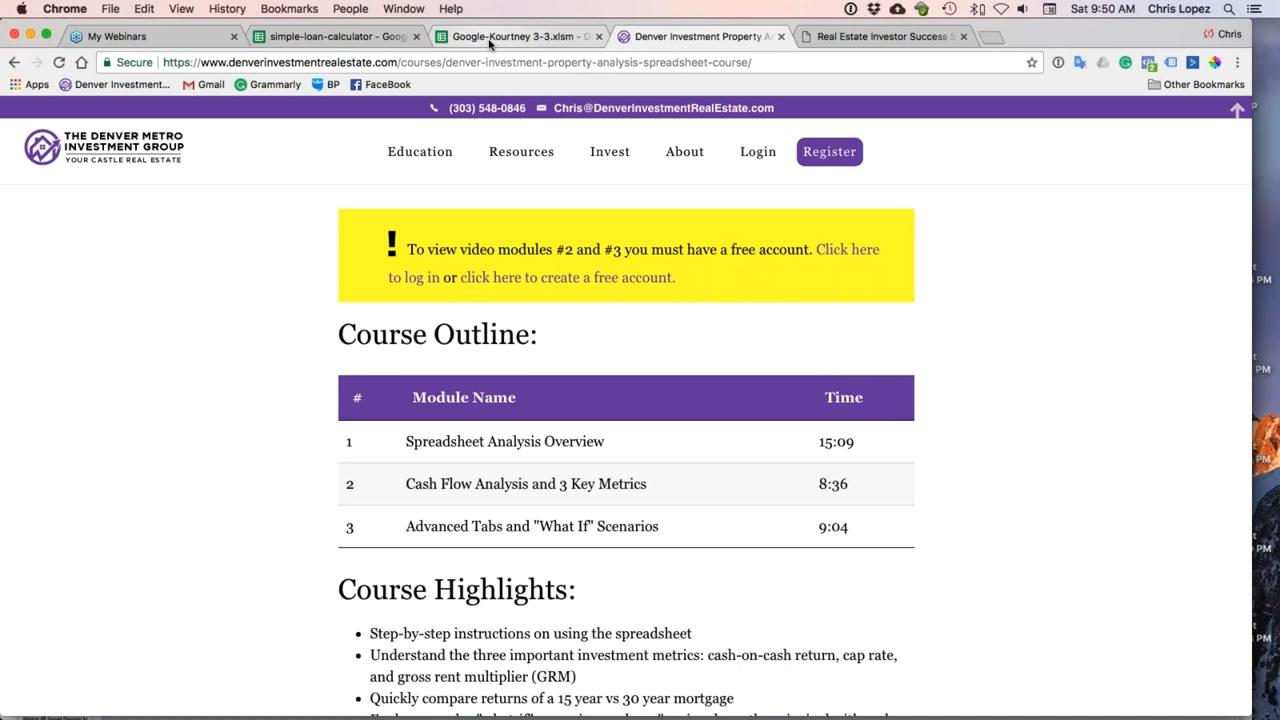 Chrome File Edit View History Bookmarks People Window Help Sat 9:50 AM Chris Lopez
My Webinars simple-loan-calculator - Goog Google-Kourtney 3-3.xlsm - G Denver Investment Property A Real Estate Investor Success S Chris
Secure https://www.denverinvestmentrealestate.com/courses/denver-investment-property-analysis-spreadsheet-course/
Apps Denver Investment... Gmail Grammarly BP FaceBook Other Bookmarks
(303) 548-0846 Chris@DenverInvestmentRealEstate.com
THE DENVER METRO
INVESTMENT GROUP
YOUR CASTLE REAL ESTATE
Education Resources Invest About Login Register
! To view video modules #2 and #3 you must have a free account. Click here
to log in or click here to create a free account.
Course Outline:
# Module Name Time
1 Spreadsheet Analysis Overview 15:09
2 Cash Flow Analysis and 3 Key Metrics 8:36
3 Advanced Tabs and "What If" Scenarios 9:04
Course Highlights:
• Step-by-step instructions on using the spreadsheet
• Understand the three important investment metrics: cash-on-cash return, cap rate,
and gross rent multiplier (GRM)
• Quickly compare returns of a 15 year vs 30 year mortgage